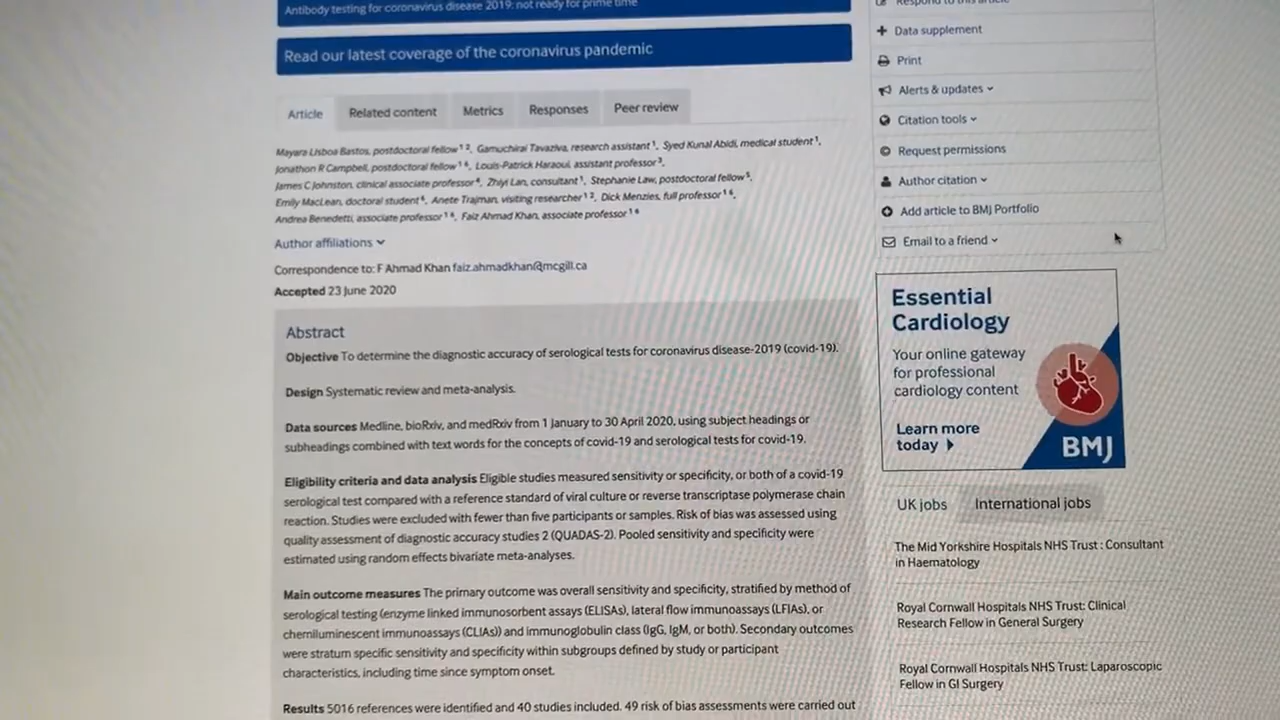 Antibody testing for coronavirus disease 2019: not ready for prime time
Read our latest coverage of the coronavirus pandemic
Article
Related content
Metrics
Responses
Peer review
Mayara Lisboa Bastos, postdoctoral fellow 1 2, Gamuchirai Tavaziva, research assistant 1, Syed Kunal Abidi, medical student 1,
Jonathon R Campbell, postdoctoral fellow 1 4, Louis-Patrick Haraoui, assistant professor 3,
James C Johnston, clinical associate professor 4, Zhiyi Lan, consultant 1, Stephanie Law, postdoctoral fellow 5,
Emily MacLean, doctoral student 6, Anete Trajman, visiting researcher 1 2, Dick Menzies, full professor 1 6,
Andrea Benedetti, associate professor 1 6, Faiz Ahmad Khan, associate professor 1 6
Author affiliations
Correspondence to: F Ahmad Khan faiz.ahmadkhan@mcgill.ca
Accepted 23 June 2020
Abstract
Objective To determine the diagnostic accuracy of serological tests for coronavirus disease-2019 (covid-19).
Design Systematic review and meta-analysis.
Data sources Medline, bioRxiv, and medRxiv from 1 January to 30 April 2020, using subject headings or
subheadings combined with text words for the concepts of covid-19 and serological tests for covid-19.
Eligibility criteria and data analysis Eligible studies measured sensitivity or specificity, or both of a covid-19
serological test compared with a reference standard of viral culture or reverse transcriptase polymerase chain
reaction. Studies were excluded with fewer than five participants or samples. Risk of bias was assessed using
quality assessment of diagnostic accuracy studies 2 (QUADAS-2). Pooled sensitivity and specificity were
estimated using random effects bivariate meta-analyses.
Main outcome measures The primary outcome was overall sensitivity and specificity, stratified by method of
serological testing (enzyme linked immunosorbent assays (ELISAs), lateral flow immunoassays (LFIAs), or
chemiluminescent immunoassays (CLIAs)) and immunoglobulin class (IgG, IgM, or both). Secondary outcomes
were stratum specific sensitivity and specificity within subgroups defined by study or participant
characteristics, including time since symptom onset.
Results 5016 references were identified and 40 studies included. 49 risk of bias assessments were carried out
Respond to this article
Data supplement
Print
Alerts & updates
Citation tools
Request permissions
Author citation
Add article to BMJ Portfolio
Email to a friend
Essential
Cardiology
Your online gateway
for professional
cardiology content
Learn more
today
BMJ
UK jobs
International jobs
The Mid Yorkshire Hospitals NHS Trust : Consultant
in Haematology
Royal Cornwall Hospitals NHS Trust: Clinical
Research Fellow in General Surgery
Royal Cornwall Hospitals NHS Trust: Laparoscopic
Fellow in GI Surgery